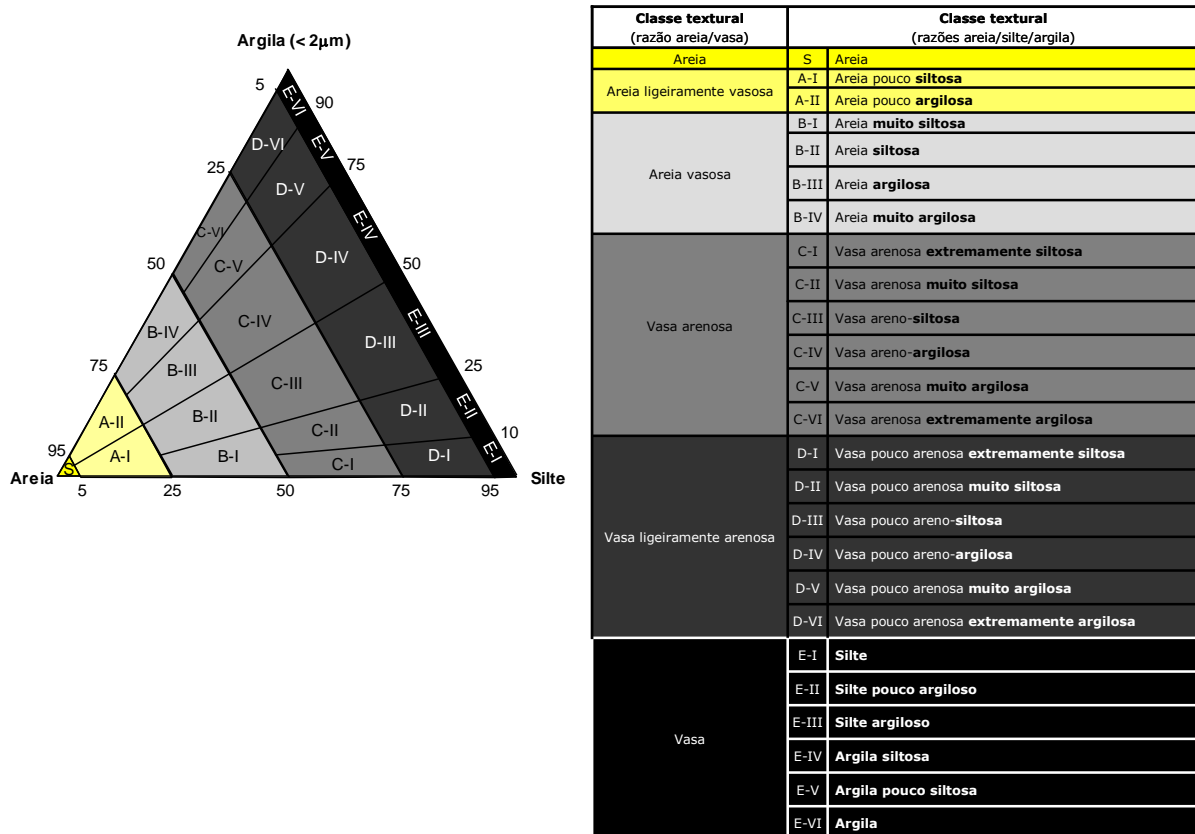 Argila (< 2µm)
5
90
E-VI
D-VI
E-V
25
75
D-V
E-IV
C-VI
C-V
D-IV
50
50
C-IV
B-IV
E-III
D-III
B-III
75
25
C-III
A-II
B-II
D-II
E-II
C-II
10
95
A-I
B-I
C-I
D-I
E-I
S
Areia
Silte
5
25
50
75
95
Classe textural
(razão areia/vasa)
Classe textural
(razões areia/silte/argila)
Areia
S Areia
Areia ligeiramente vasosa
A-I Areia pouco siltosa
A-II Areia pouco argilosa
Areia vasosa
B-I Areia muito siltosa
B-II Areia siltosa
B-III Areia argilosa
B-IV Areia muito argilosa
Vasa arenosa
C-I Vasa arenosa extremamente siltosa
C-II Vasa arenosa muito siltosa
C-III Vasa areno-siltosa
C-IV Vasa areno-argilosa
C-V Vasa arenosa muito argilosa
C-VI Vasa arenosa extremamente argilosa
Vasa ligeiramente arenosa
D-I Vasa pouco arenosa extremamente siltosa
D-II Vasa pouco arenosa muito siltosa
D-III Vasa pouco areno-siltosa
D-IV Vasa pouco areno-argilosa
D-V Vasa pouco arenosa muito argilosa
D-VI Vasa pouco arenosa extremamente argilosa
Vasa
E-I Silte
E-II Silte pouco argiloso
E-III Silte argiloso
E-IV Argila siltosa
E-V Argila pouco siltosa
E-VI Argila